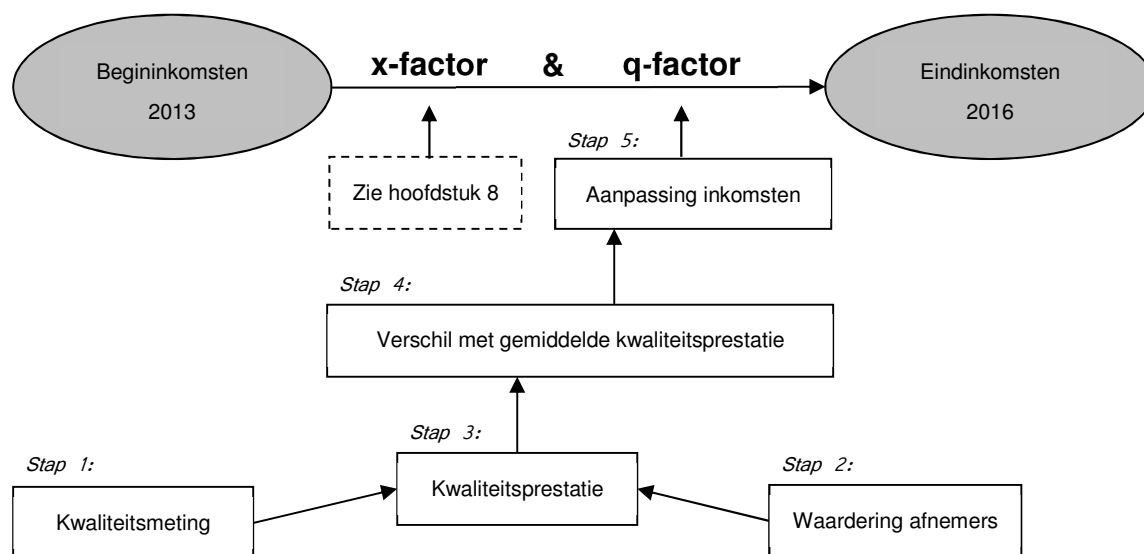 Begininkomsten
2013
x-factor & q-factor
Eindinkomsten
2016
Stap 5:
Zie hoofdstuk 8
Aanpassing inkomsten
Stap 4:
Verschil met gemiddelde kwaliteitsprestatie
Stap 3:
Kwaliteitsprestatie
Stap 1:
Kwaliteitsmeting
Stap 2:
Waardering afnemers